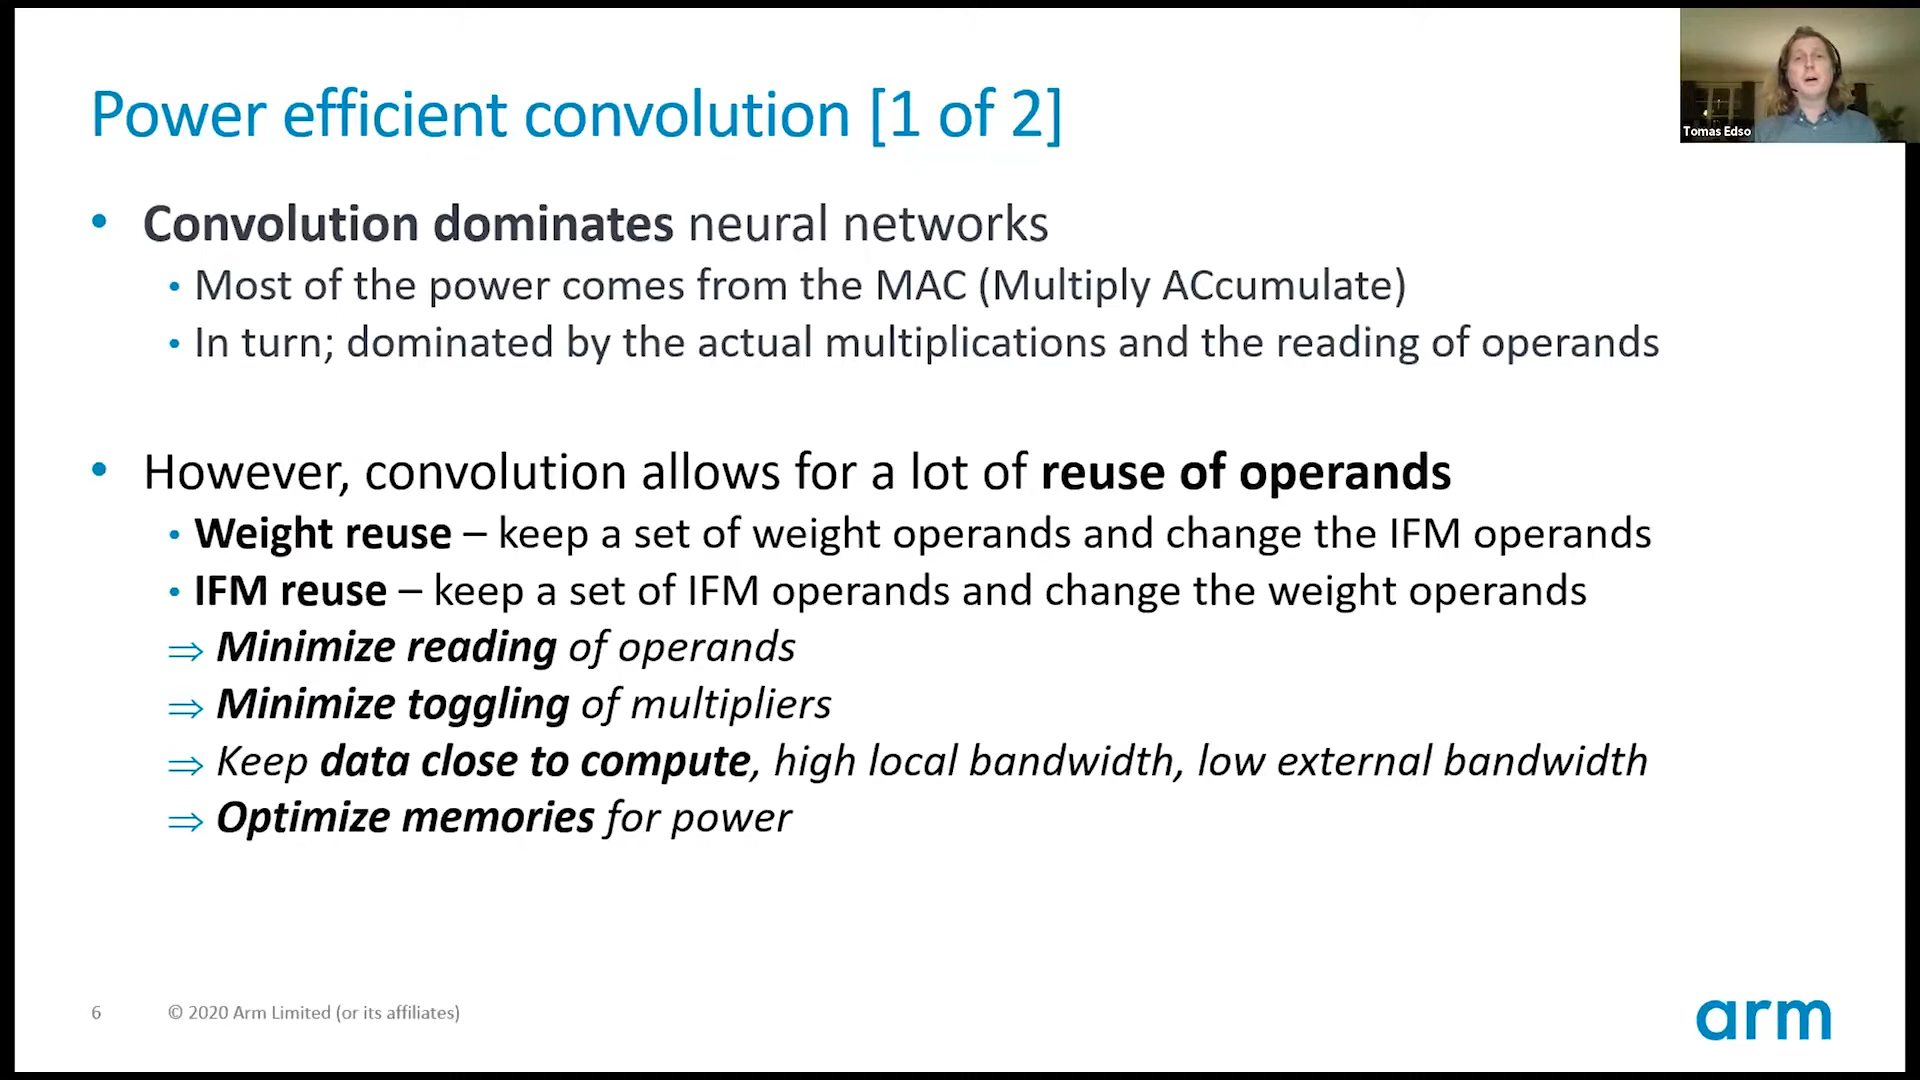 Power efficient convolution [1 of 2]
Tomas Edso
• Convolution dominates neural networks
• Most of the power comes from the MAC (Multiply ACcumulate)
• In turn; dominated by the actual multiplications and the reading of operands
• However, convolution allows for a lot of reuse of operands
• Weight reuse – keep a set of weight operands and change the IFM operands
• IFM reuse – keep a set of IFM operands and change the weight operands
⇒ Minimize reading of operands
⇒ Minimize toggling of multipliers
⇒ Keep data close to compute, high local bandwidth, low external bandwidth
⇒ Optimize memories for power
6 © 2020 Arm Limited (or its affiliates)
arm